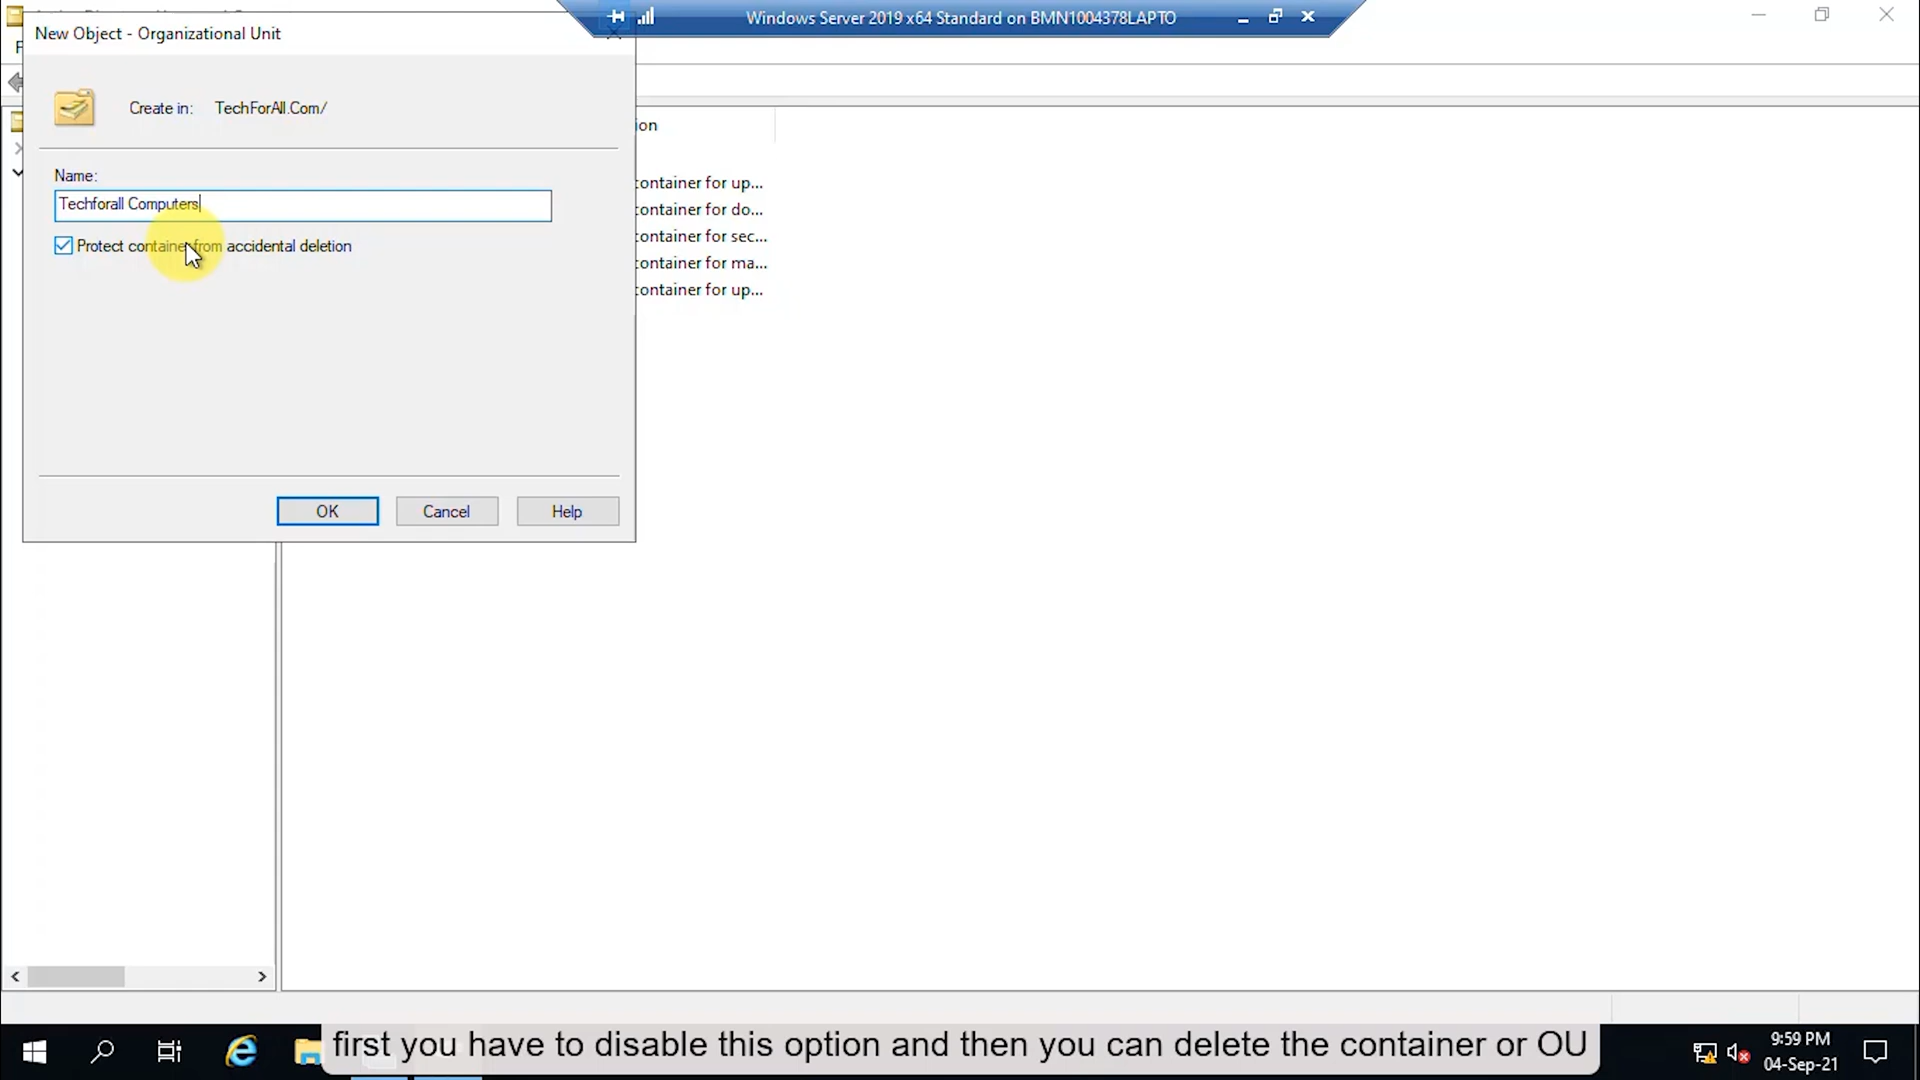 Windows Server 2019 x64 Standard on BMN1004378LAPTO
New Object - Organizational Unit
Create in: TechForAll.Com/
Name:
Techforall Computers
Protect container from accidental deletion
OK
Cancel
Help
ion
container for up...
container for do...
container for sec...
container for ma...
container for up...
first you have to disable this option and then you can delete the container or OU
9:59 PM
04-Sep-21